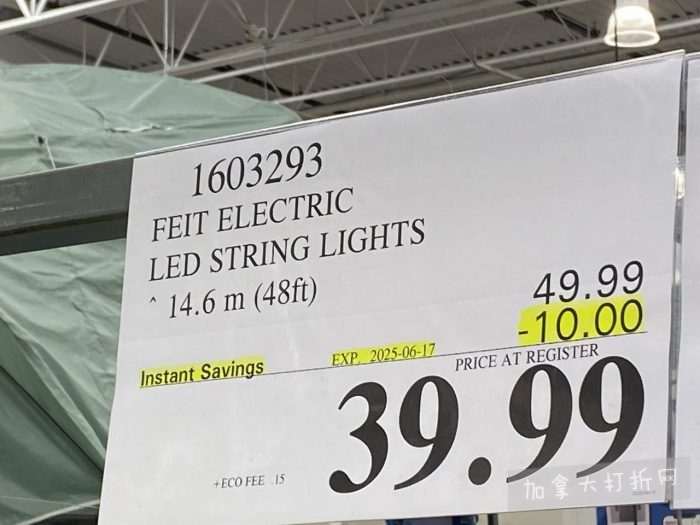 1603293
FEIT ELECTRIC
LED STRING LIGHTS
^ 14.6 m (48ft)
49.99
-10.00
Instant Savings
EXP. 2025-06-17
PRICE AT REGISTER
39.99
+ECO FEE .15
加拿大打折网